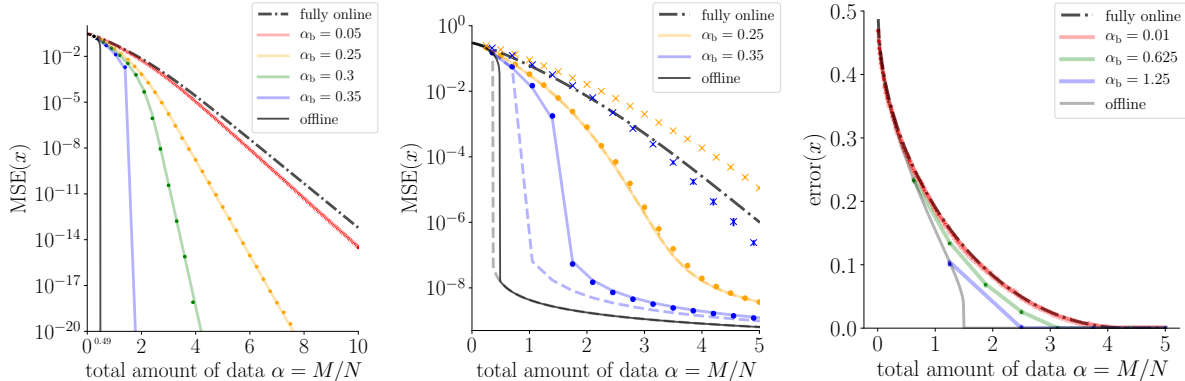 10^{-2}
10^{-5}
10^{-8}
10^{-11}
10^{-14}
10^{-17}
10^{-20}
MSE(x)
0
0.49
2
4
6
8
10
total amount of data α = M/N
fully online
α_b = 0.05
α_b = 0.25
α_b = 0.3
α_b = 0.35
offline
10^0
10^{-2}
10^{-4}
10^{-6}
10^{-8}
MSE(x)
0
1
2
3
4
5
total amount of data α = M/N
fully online
α_b = 0.25
α_b = 0.35
offline
0.5
0.4
0.3
0.2
0.1
0.0
error(x)
0
1
2
3
4
5
total amount of data α = M/N
fully online
α_b = 0.01
α_b = 0.625
α_b = 1.25
offline